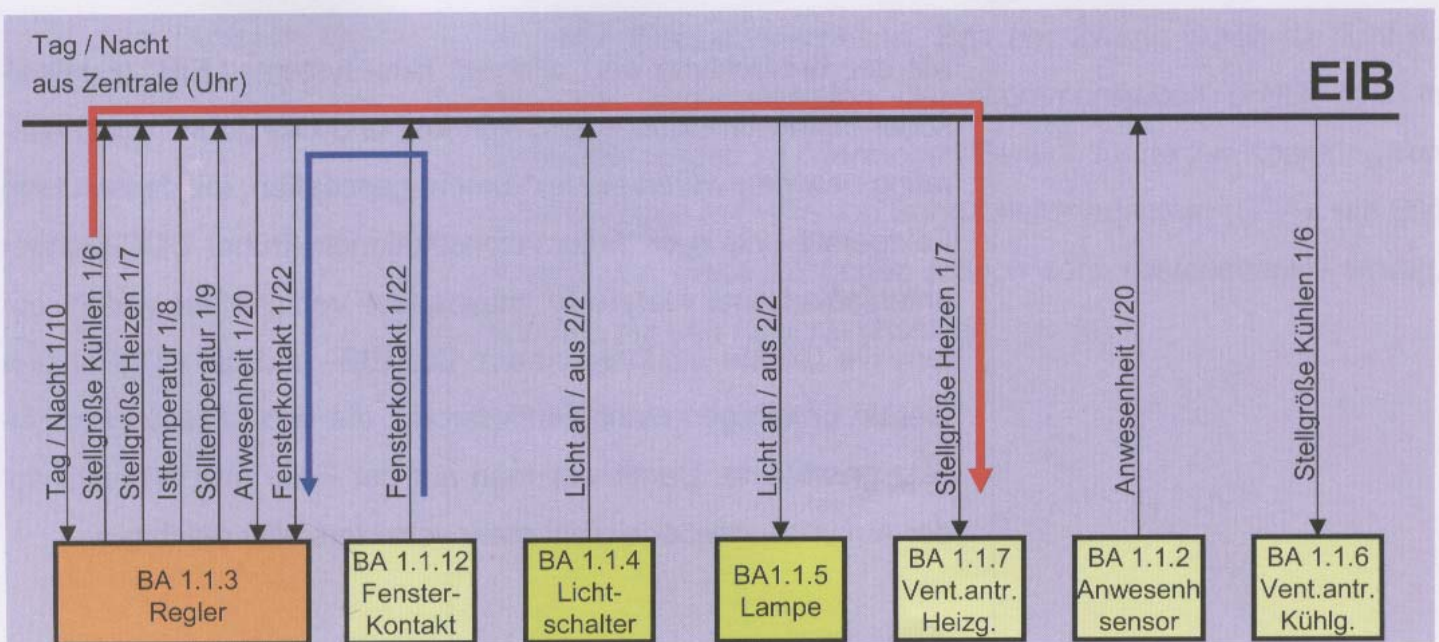 Tag / Nacht
aus Zentrale (Uhr)
EIB
Tag / Nacht 1/10
Stellgröße Kühlen 1/6
Stellgröße Heizen 1/7
Isttemperatur 1/8
Solltemperatur 1/9
Anwesenheit 1/20
Fensterkontakt 1/22
Fensterkontakt 1/22
Licht an / aus 2/2
Licht an / aus 2/2
Stellgröße Heizen 1/7
Anwesenheit 1/20
Stellgröße Kühlen 1/6
BA 1.1.3
Regler
BA 1.1.12
Fenster-
Kontakt
BA 1.1.4
Licht-
schalter
BA1.1.5
Lampe
BA 1.1.7
Vent.antr.
Heizg.
BA 1.1.2
Anwesenh
sensor
BA 1.1.6
Vent.antr.
Kühlg.